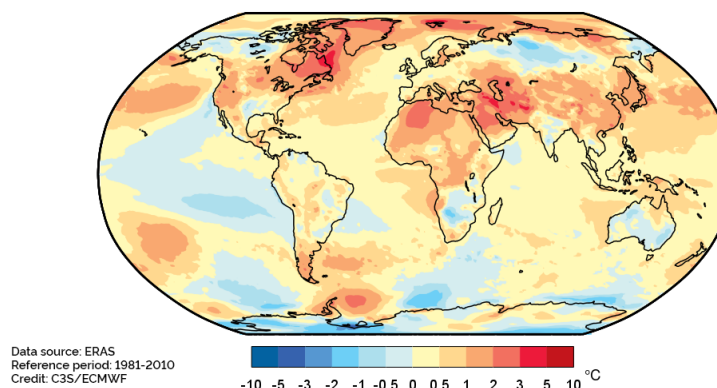 Data source: ERA5
Reference period: 1981-2010
Credit: C3S/ECMWF
-10 -5 -3 -2 -1 -0.5 0 0.5 1 2 3 5 10 °C